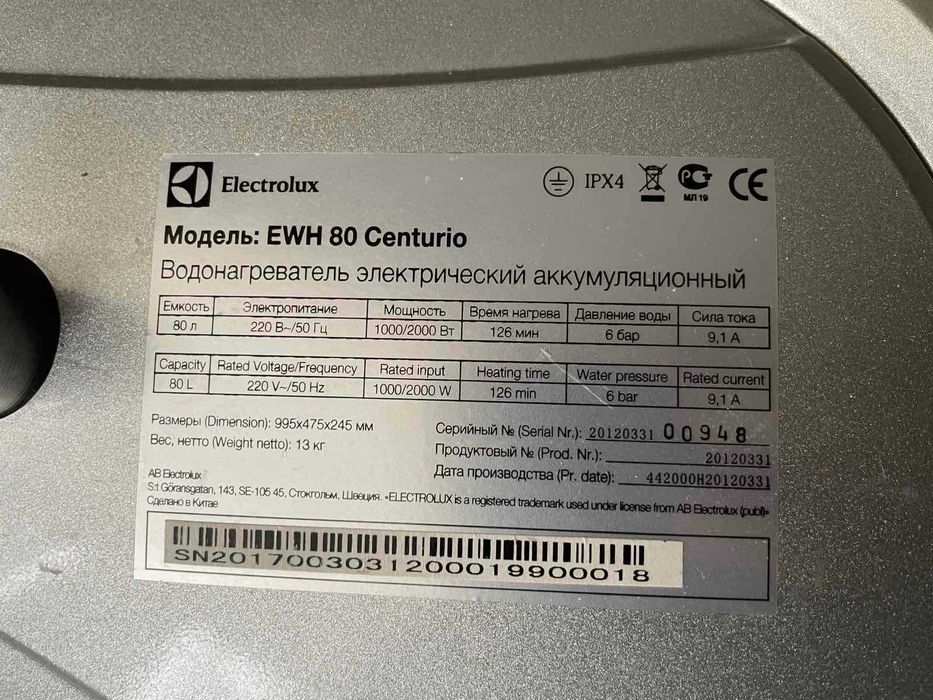 Electrolux IPX4
МЛ 19
Модель: EWH 80 Centurio
Водонагреватель электрический аккумуляционный
Емкость Электропитание Мощность Время нагрева Давление воды Сила тока
80 л 220 В~/50 Гц 1000/2000 Вт 126 мин 6 бар 9,1 А
Capacity Rated Voltage/Frequency Rated input Heating time Water pressure Rated current
80 L 220 V~/50 Hz 1000/2000 W 126 min 6 bar 9,1 A
Размеры (Dimension): 995x475x245 мм
Вес, нетто (Weight netto): 13 кг
Серийный № (Serial Nr.): 20120331 00948
Продуктовый № (Prod. Nr.): 20120331
Дата производства (Pr. date): 442000H20120331
AB Electrolux
S:t Göransgatan, 143, SE-105 45, Стокгольм, Швеция. «ELECTROLUX is a registered trademark used under license from AB Electrolux (publ)»
Сделано в Китае
SN2017003031200019900018